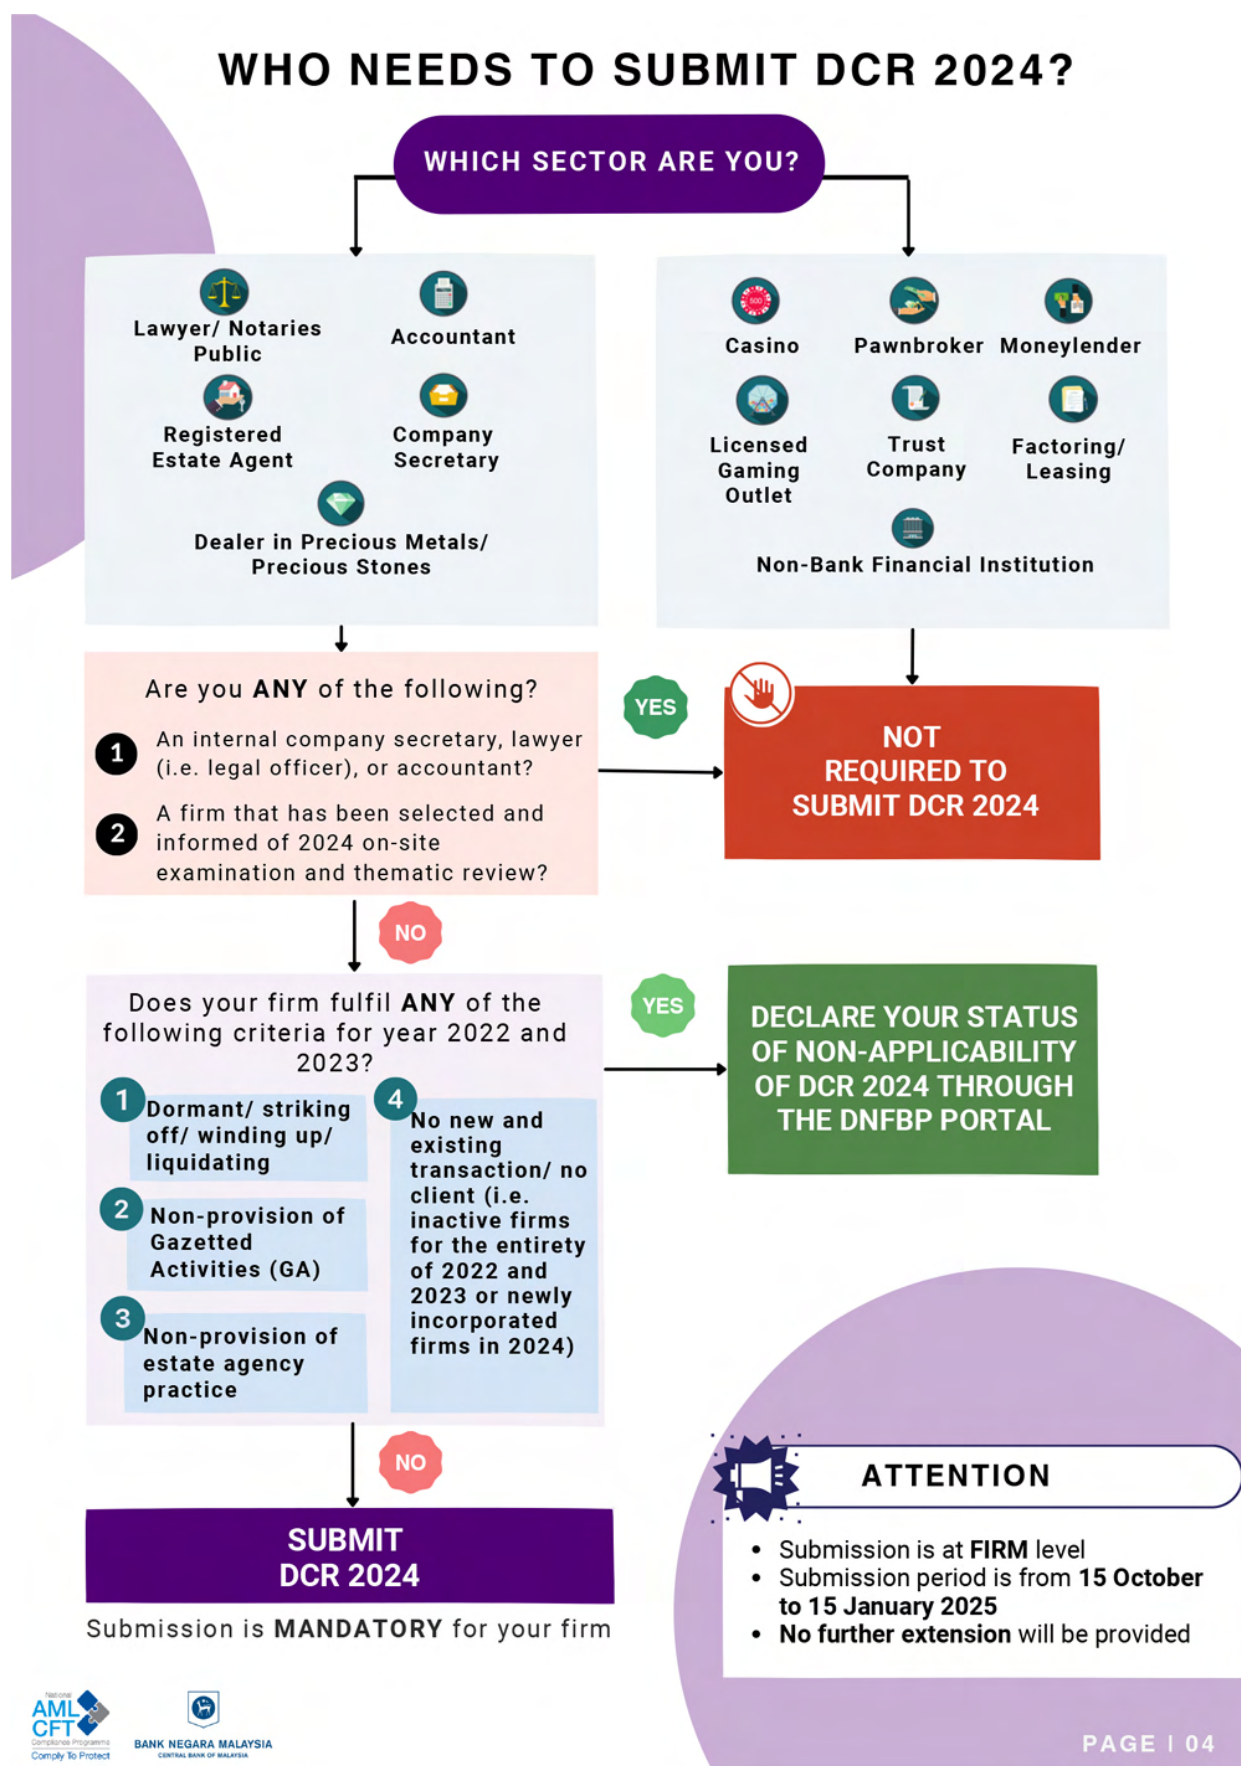 WHO NEEDS TO SUBMIT DCR 2024?
WHICH SECTOR ARE YOU?
Lawyer/ Notaries
Public
Accountant
Registered
Estate Agent
Company
Secretary
Dealer in Precious Metals/
Precious Stones
Casino
Pawnbroker
Moneylender
Licensed
Gaming
Outlet
Trust
Company
Factoring/
Leasing
Non-Bank Financial Institution
Are you ANY of the following?
1
An internal company secretary, lawyer
(i.e. legal officer), or accountant?
2
A firm that has been selected and
informed of 2024 on-site
examination and thematic review?
YES
NOT
REQUIRED TO
SUBMIT DCR 2024
NO
Does your firm fulfil ANY of the
following criteria for year 2022 and
2023?
1
Dormant/ striking
off/ winding up/
liquidating
2
Non-provision of
Gazetted
Activities (GA)
3
Non-provision of
estate agency
practice
4
No new and
existing
transaction/ no
client (i.e.
inactive firms
for the entirety
of 2022 and
2023 or newly
incorporated
firms in 2024)
YES
DECLARE YOUR STATUS
OF NON-APPLICABILITY
OF DCR 2024 THROUGH
THE DNFBP PORTAL
NO
SUBMIT
DCR 2024
Submission is MANDATORY for your firm
ATTENTION
• Submission is at FIRM level
• Submission period is from 15 October
to 15 January 2025
• No further extension will be provided
National
AML
CFT
Compliance Programme
Comply To Protect
BANK NEGARA MALAYSIA
CENTRAL BANK OF MALAYSIA
PAGE | 04